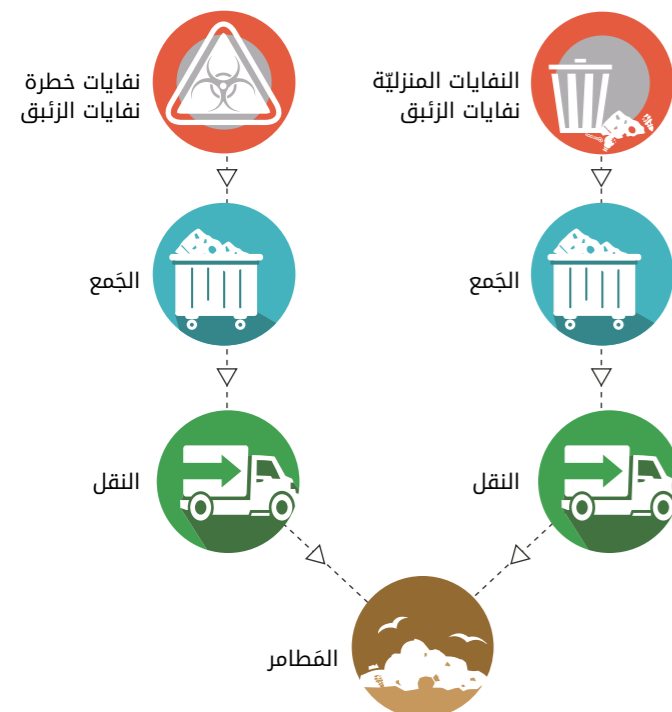 النفايات المنزليّة
نفايات الزئبق
نفايات خطرة
نفايات الزئبق
الجَمع
الجَمع
النقل
النقل
المَطامر